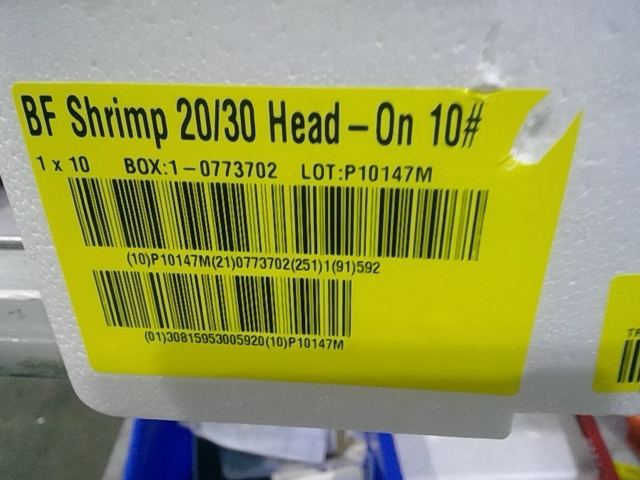 BF Shrimp 20/30 Head-On 10#
1 x 10 BOX:1-0773702 LOT:P10147M
(10)P10147M(21)0773702(251)1(91)592
(01)30815953005920(10)P10147M